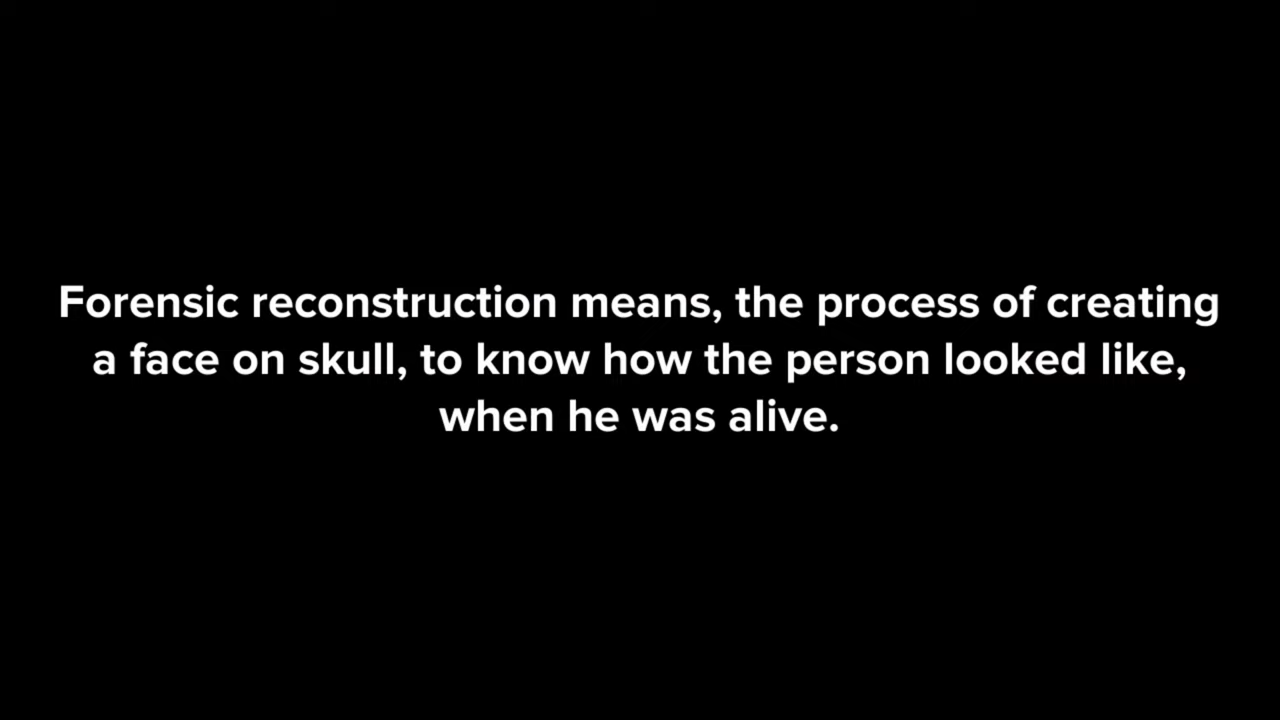 Forensic reconstruction means, the process of creating
a face on skull, to know how the person looked like,
when he was alive.